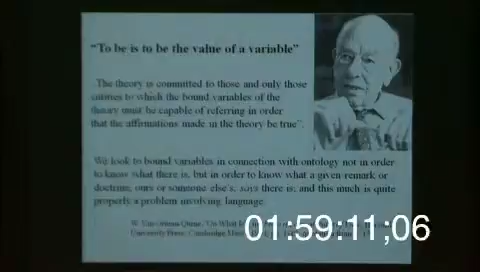 "To be is to be the value of a variable"
The theory is committed to those and only those
entities to which the bound variables of the
theory must be capable of referring in order
that the affirmations made in the theory be true".
We look to bound variables in connection with ontology not in order
to know what there is, but in order to know what a given remark or
doctrine, ours or someone else's, says there is; and this much is quite
properly a problem involving language.
W. Van Orman Quine, 'On What
University Press, Cambridge
01:59:11;06